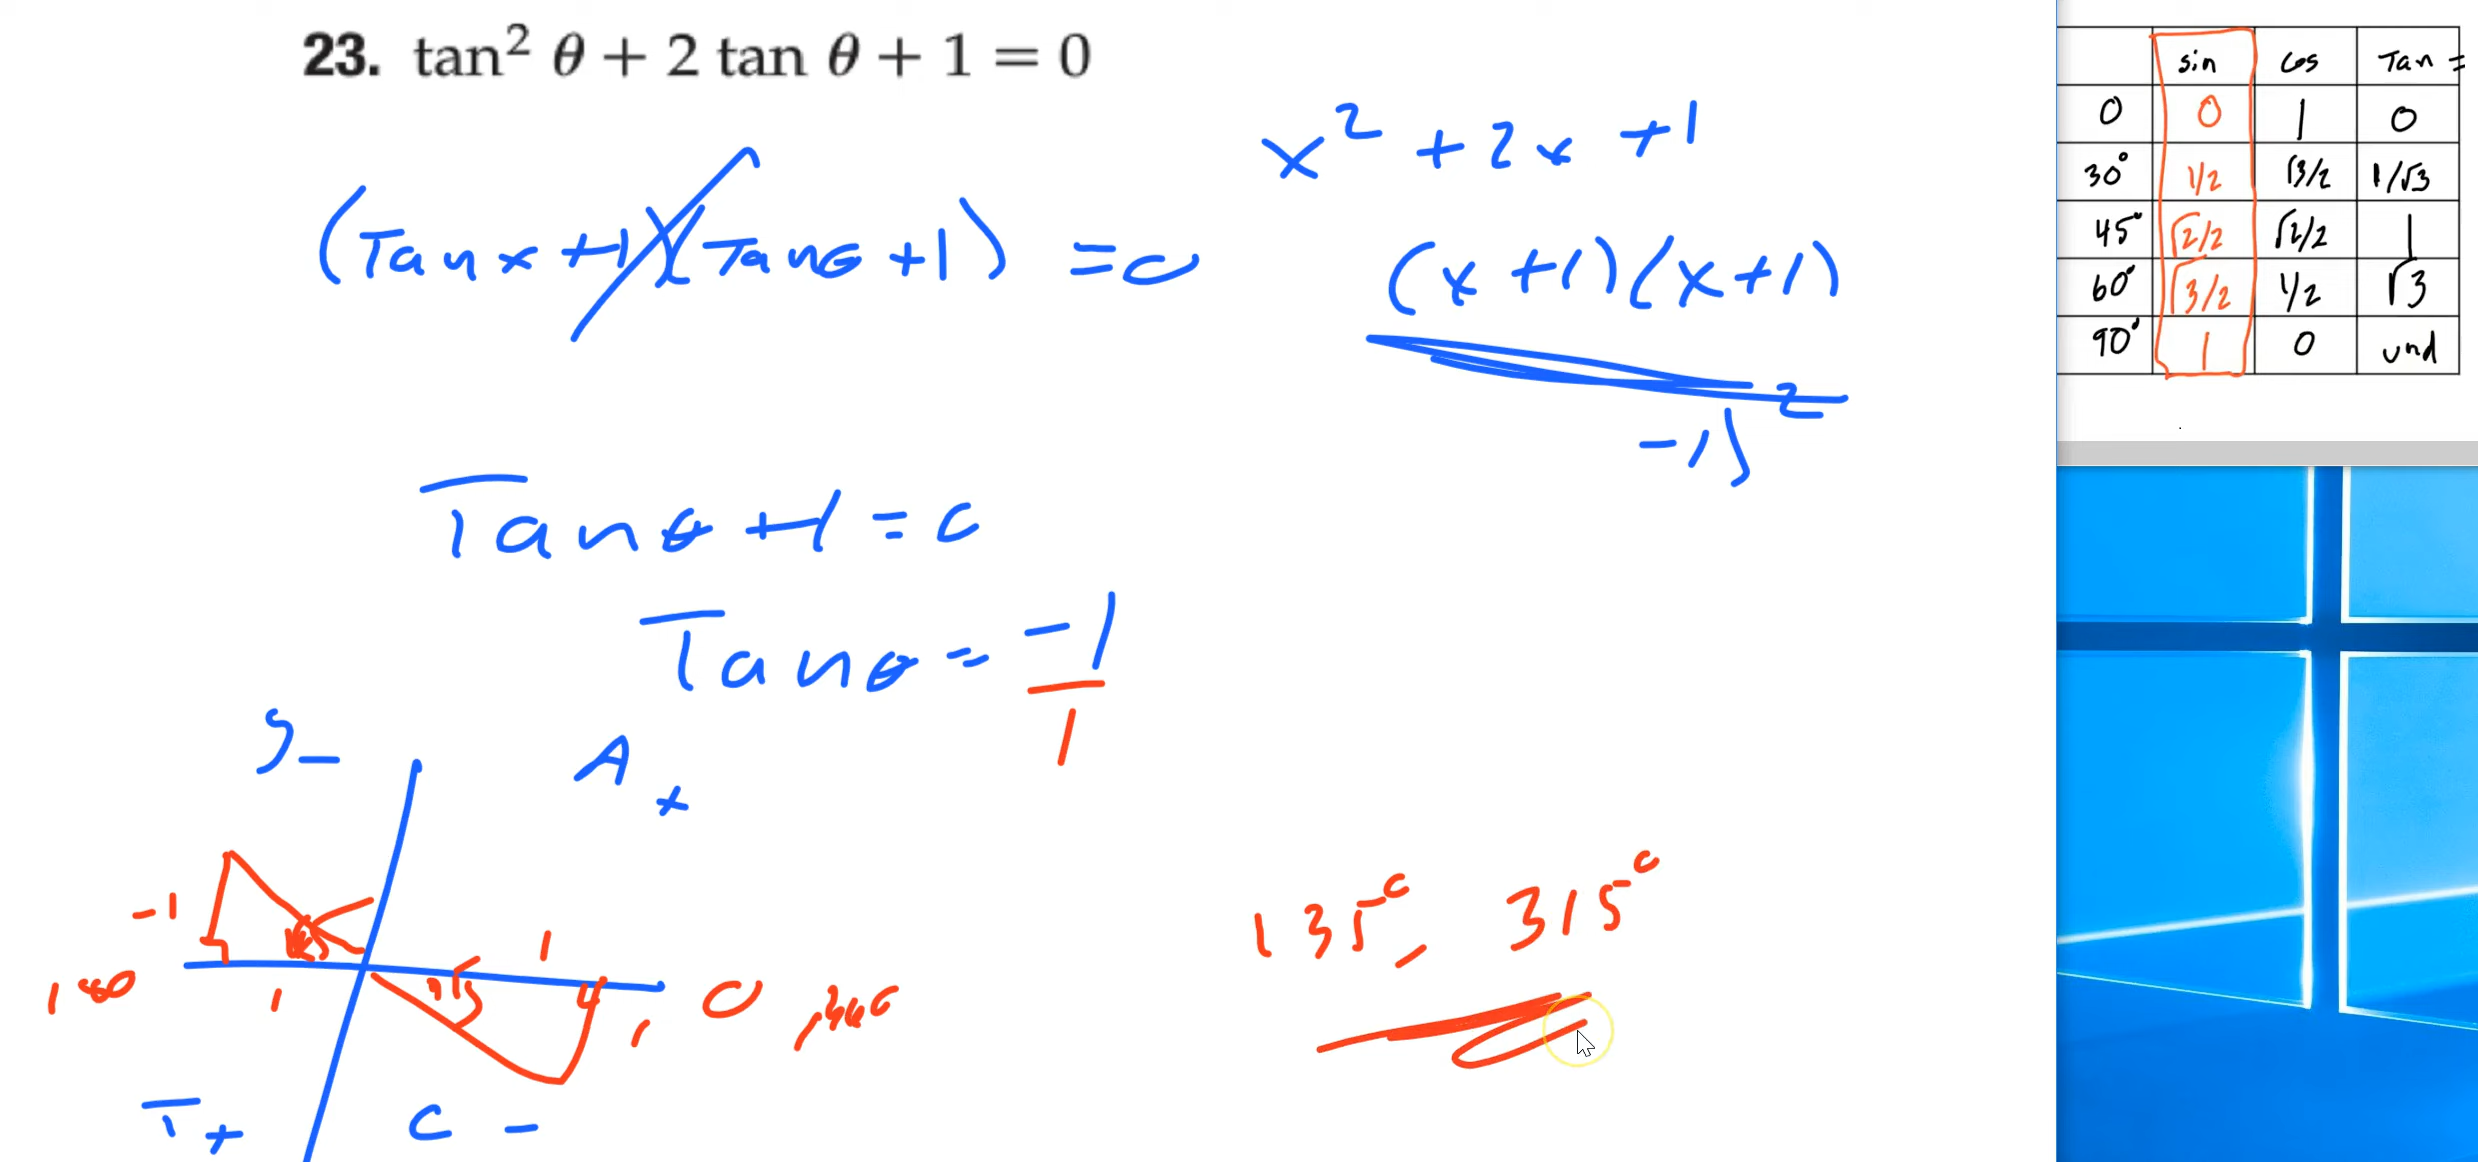 23. tan² θ + 2 tan θ + 1 = 0
x² + 2x + 1
(Tan x + 1)(Tan θ + 1) = 0
(x + 1)(x + 1)
2
-1)
Tan θ + 1 = 0
Tan θ = -1/1
S -
A +
-1
1
180
1
0, 360
1
T +
C -
135°, 315°
sin cos Tan =
0 0 1 0
30° 1/2 √3/2 1/√3
45° √2/2 √2/2 1
60° √3/2 1/2 √3
90° 1 0 und